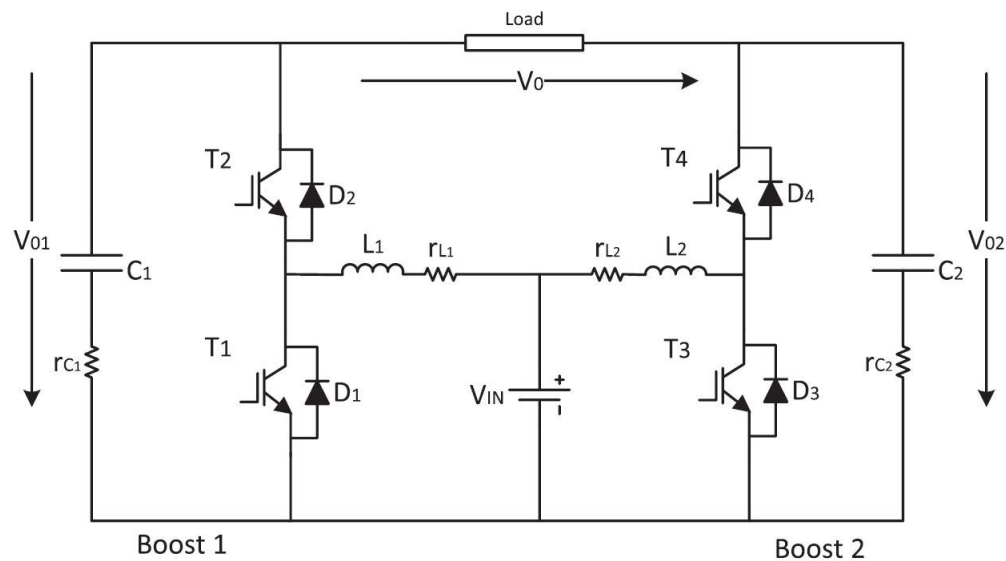 Load
V0
T2
D2
T4
D4
V01
C1
L1
rL1
rL2
L2
C2
V02
rC1
T1
D1
VIN
+
-
T3
D3
rC2
Boost 1
Boost 2